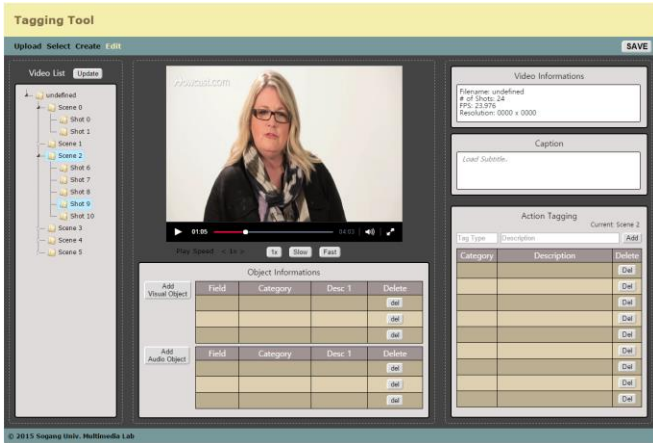 Tagging Tool
Upload Select Create Edit
SAVE
Video List Update
undefined
Scene 0
Shot 0
Shot 1
Scene 1
Scene 2
Shot 6
Shot 7
Shot 8
Shot 9
Shot 10
Scene 3
Scene 4
Scene 5
01:05
04:03
Play Speed < 1x >
1x Slow Fast
Object Informations
Add
Visual Object
Field Category Desc 1 Delete
del
del
del
Add
Audio Object
Field Category Desc 1 Delete
del
del
del
Video Informations
Filename: undefined
# of Shots: 24
FPS: 23,976
Resolution: 0000 x 0000
Caption
Load Subtitle..
Action Tagging
Current: Scene 2
Tag Type Description Add
Category Description Delete
Del
Del
Del
Del
Del
Del
Del
Del
© 2015 Sogang Univ. Multimedia Lab